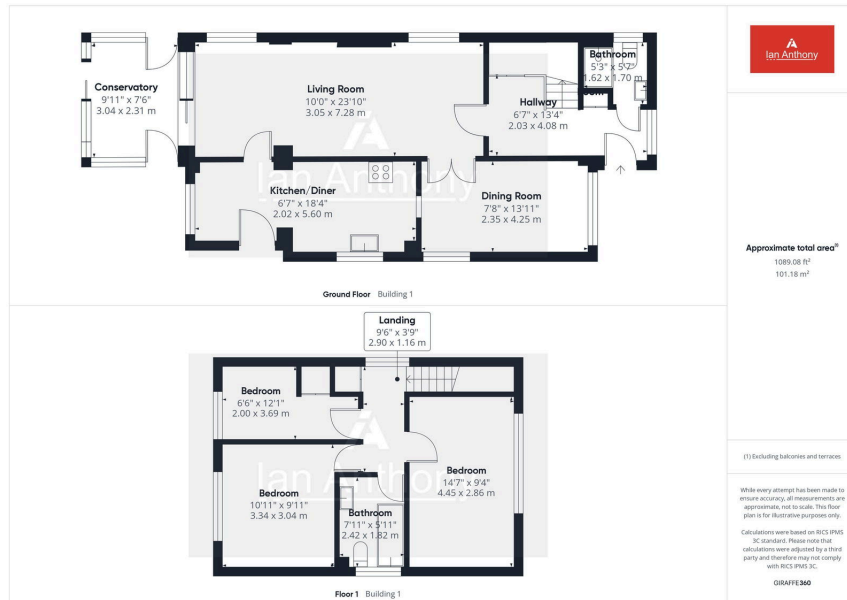 Conservatory
9'11" x 7'6"
3.04 x 2.31 m
Living Room
10'0" x 23'10"
3.05 x 7.28 m
Bathroom
5'3" x 5'7"
1.62 x 1.70 m
Hallway
6'7" x 13'4"
2.03 x 4.08 m
Kitchen/Diner
6'7" x 18'4"
2.02 x 5.60 m
Dining Room
7'8" x 13'11"
2.35 x 4.25 m
Ian Anthony
Ground Floor Building 1
Landing
9'6" x 3'9"
2.90 x 1.16 m
Bedroom
6'6" x 12'1"
2.00 x 3.69 m
Bedroom
10'11" x 9'11"
3.34 x 3.04 m
Bathroom
7'11" x 5'11"
2.42 x 1.82 m
Bedroom
14'7" x 9'4"
4.45 x 2.86 m
Ian Anthony
Floor 1 Building 1
Ian Anthony
Approximate total area(1)
1089.08 ft²
101.18 m²
(1) Excluding balconies and terraces
While every attempt has been made to
ensure accuracy, all measurements are
approximate, not to scale. This floor
plan is for illustrative purposes only.
Calculations were based on RICS IPMS
3C standard. Please note that
calculations were adjusted by a third
party and therefore may not comply
with RICS IPMS 3C.
GIRAFFE360